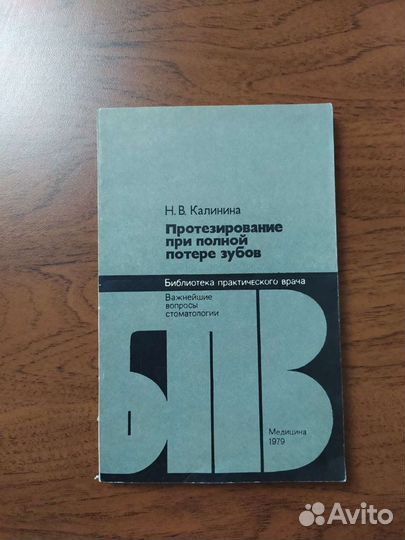 Н. В. Калинина
Протезирование
при полной
потере зубов
Библиотека практического врача
Важнейшие
вопросы
стоматологии
БПВ
Медицина
1979
Avito